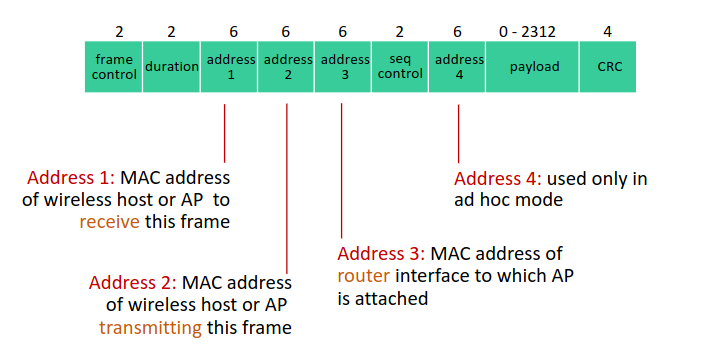 2 2 6 6 6 2 6 0 - 2312 4
frame control duration address 1 address 2 address 3 seq control address 4 payload CRC
Address 1: MAC address
of wireless host or AP to
receive this frame
Address 2: MAC address
of wireless host or AP
transmitting this frame
Address 3: MAC address of
router interface to which AP
is attached
Address 4: used only in
ad hoc mode